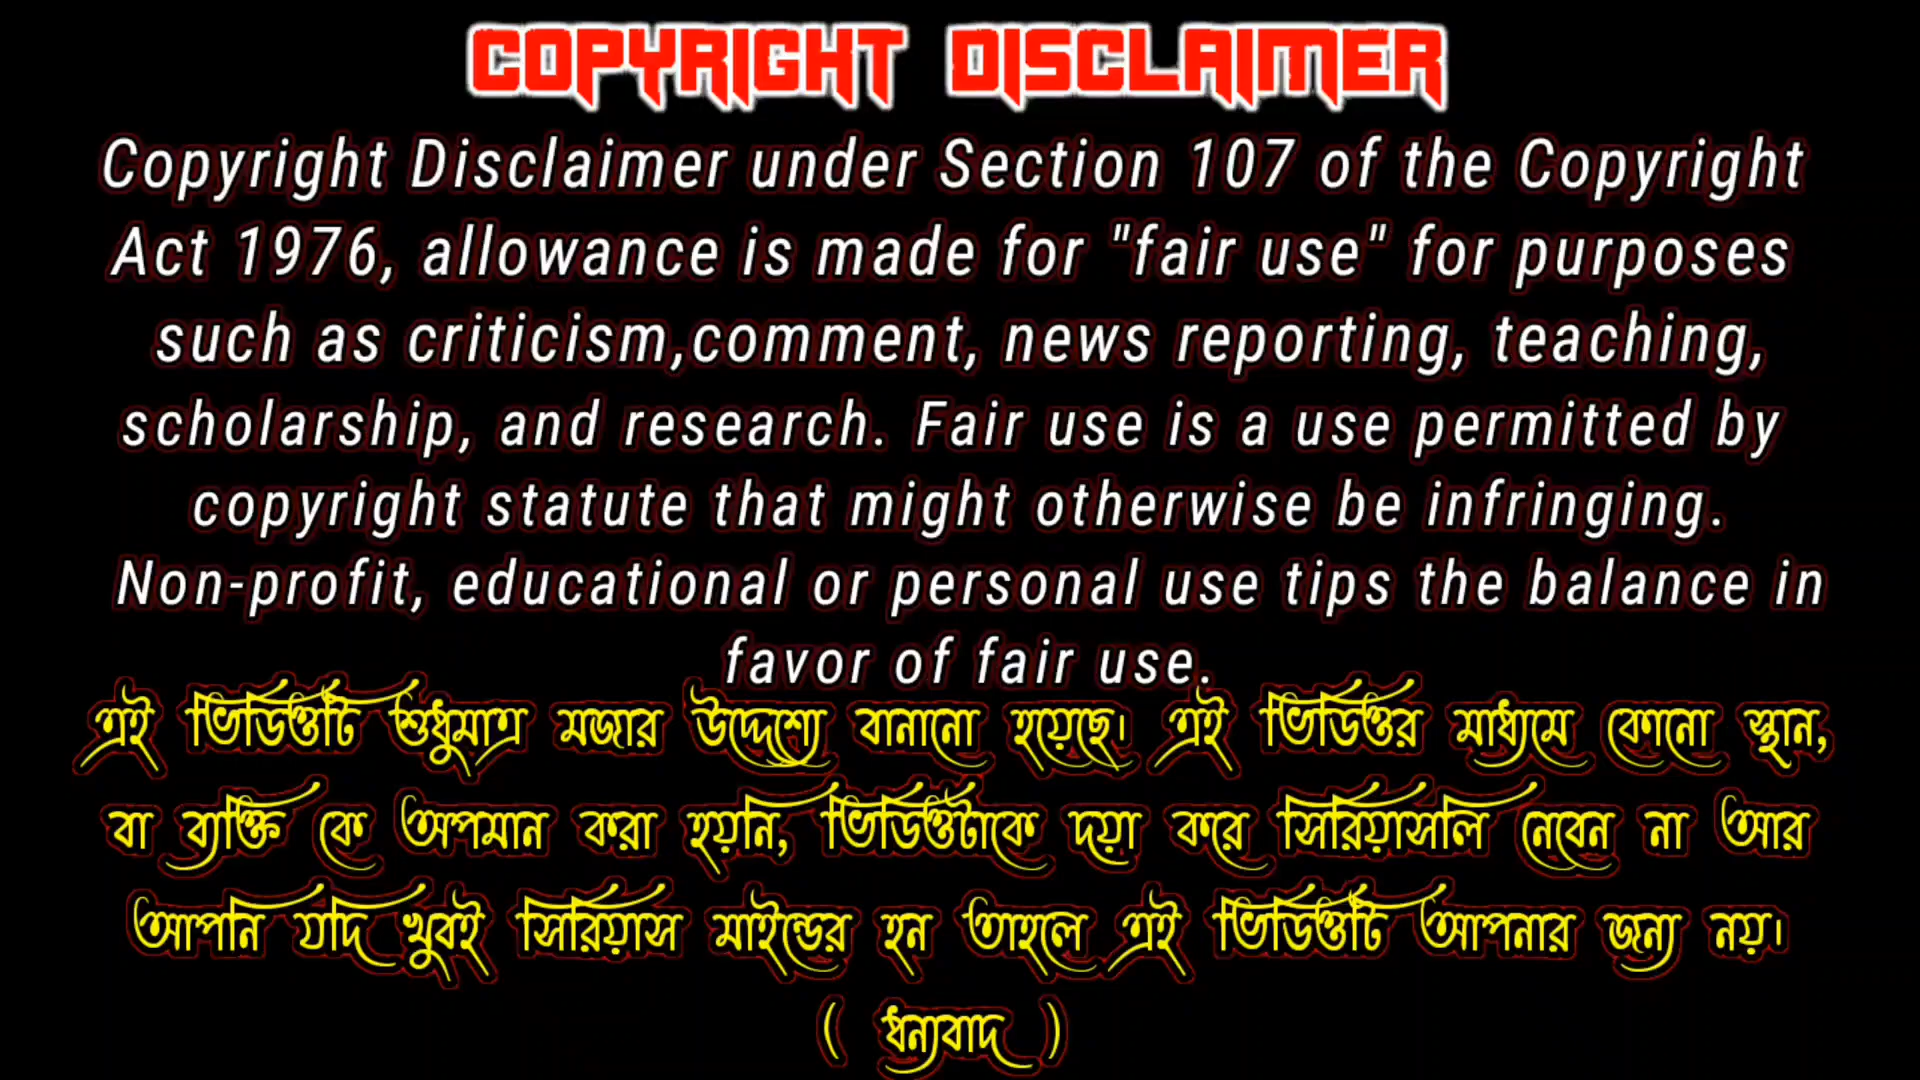 COPYRIGHT DISCLAIMER
Copyright Disclaimer under Section 107 of the Copyright
Act 1976, allowance is made for "fair use" for purposes
such as criticism,comment, news reporting, teaching,
scholarship, and research. Fair use is a use permitted by
copyright statute that might otherwise be infringing.
Non-profit, educational or personal use tips the balance in
favor of fair use.
এই ভিডিওটি শুধুমাত্র মজার উদ্দেশ্যে বানানো হয়েছে। এই ভিডিওর মাধ্যমে কোনো স্থান,
বা ব্যক্তি কে অপমান করা হয়নি, ভিডিওটাকে দয়া করে সিরিয়াসলি নেবেন না আর
আপনি যদি খুবই সিরিয়াস মাইন্ডের হন তাহলে এই ভিডিওটি আপনার জন্য নয়।
( ধন্যবাদ )